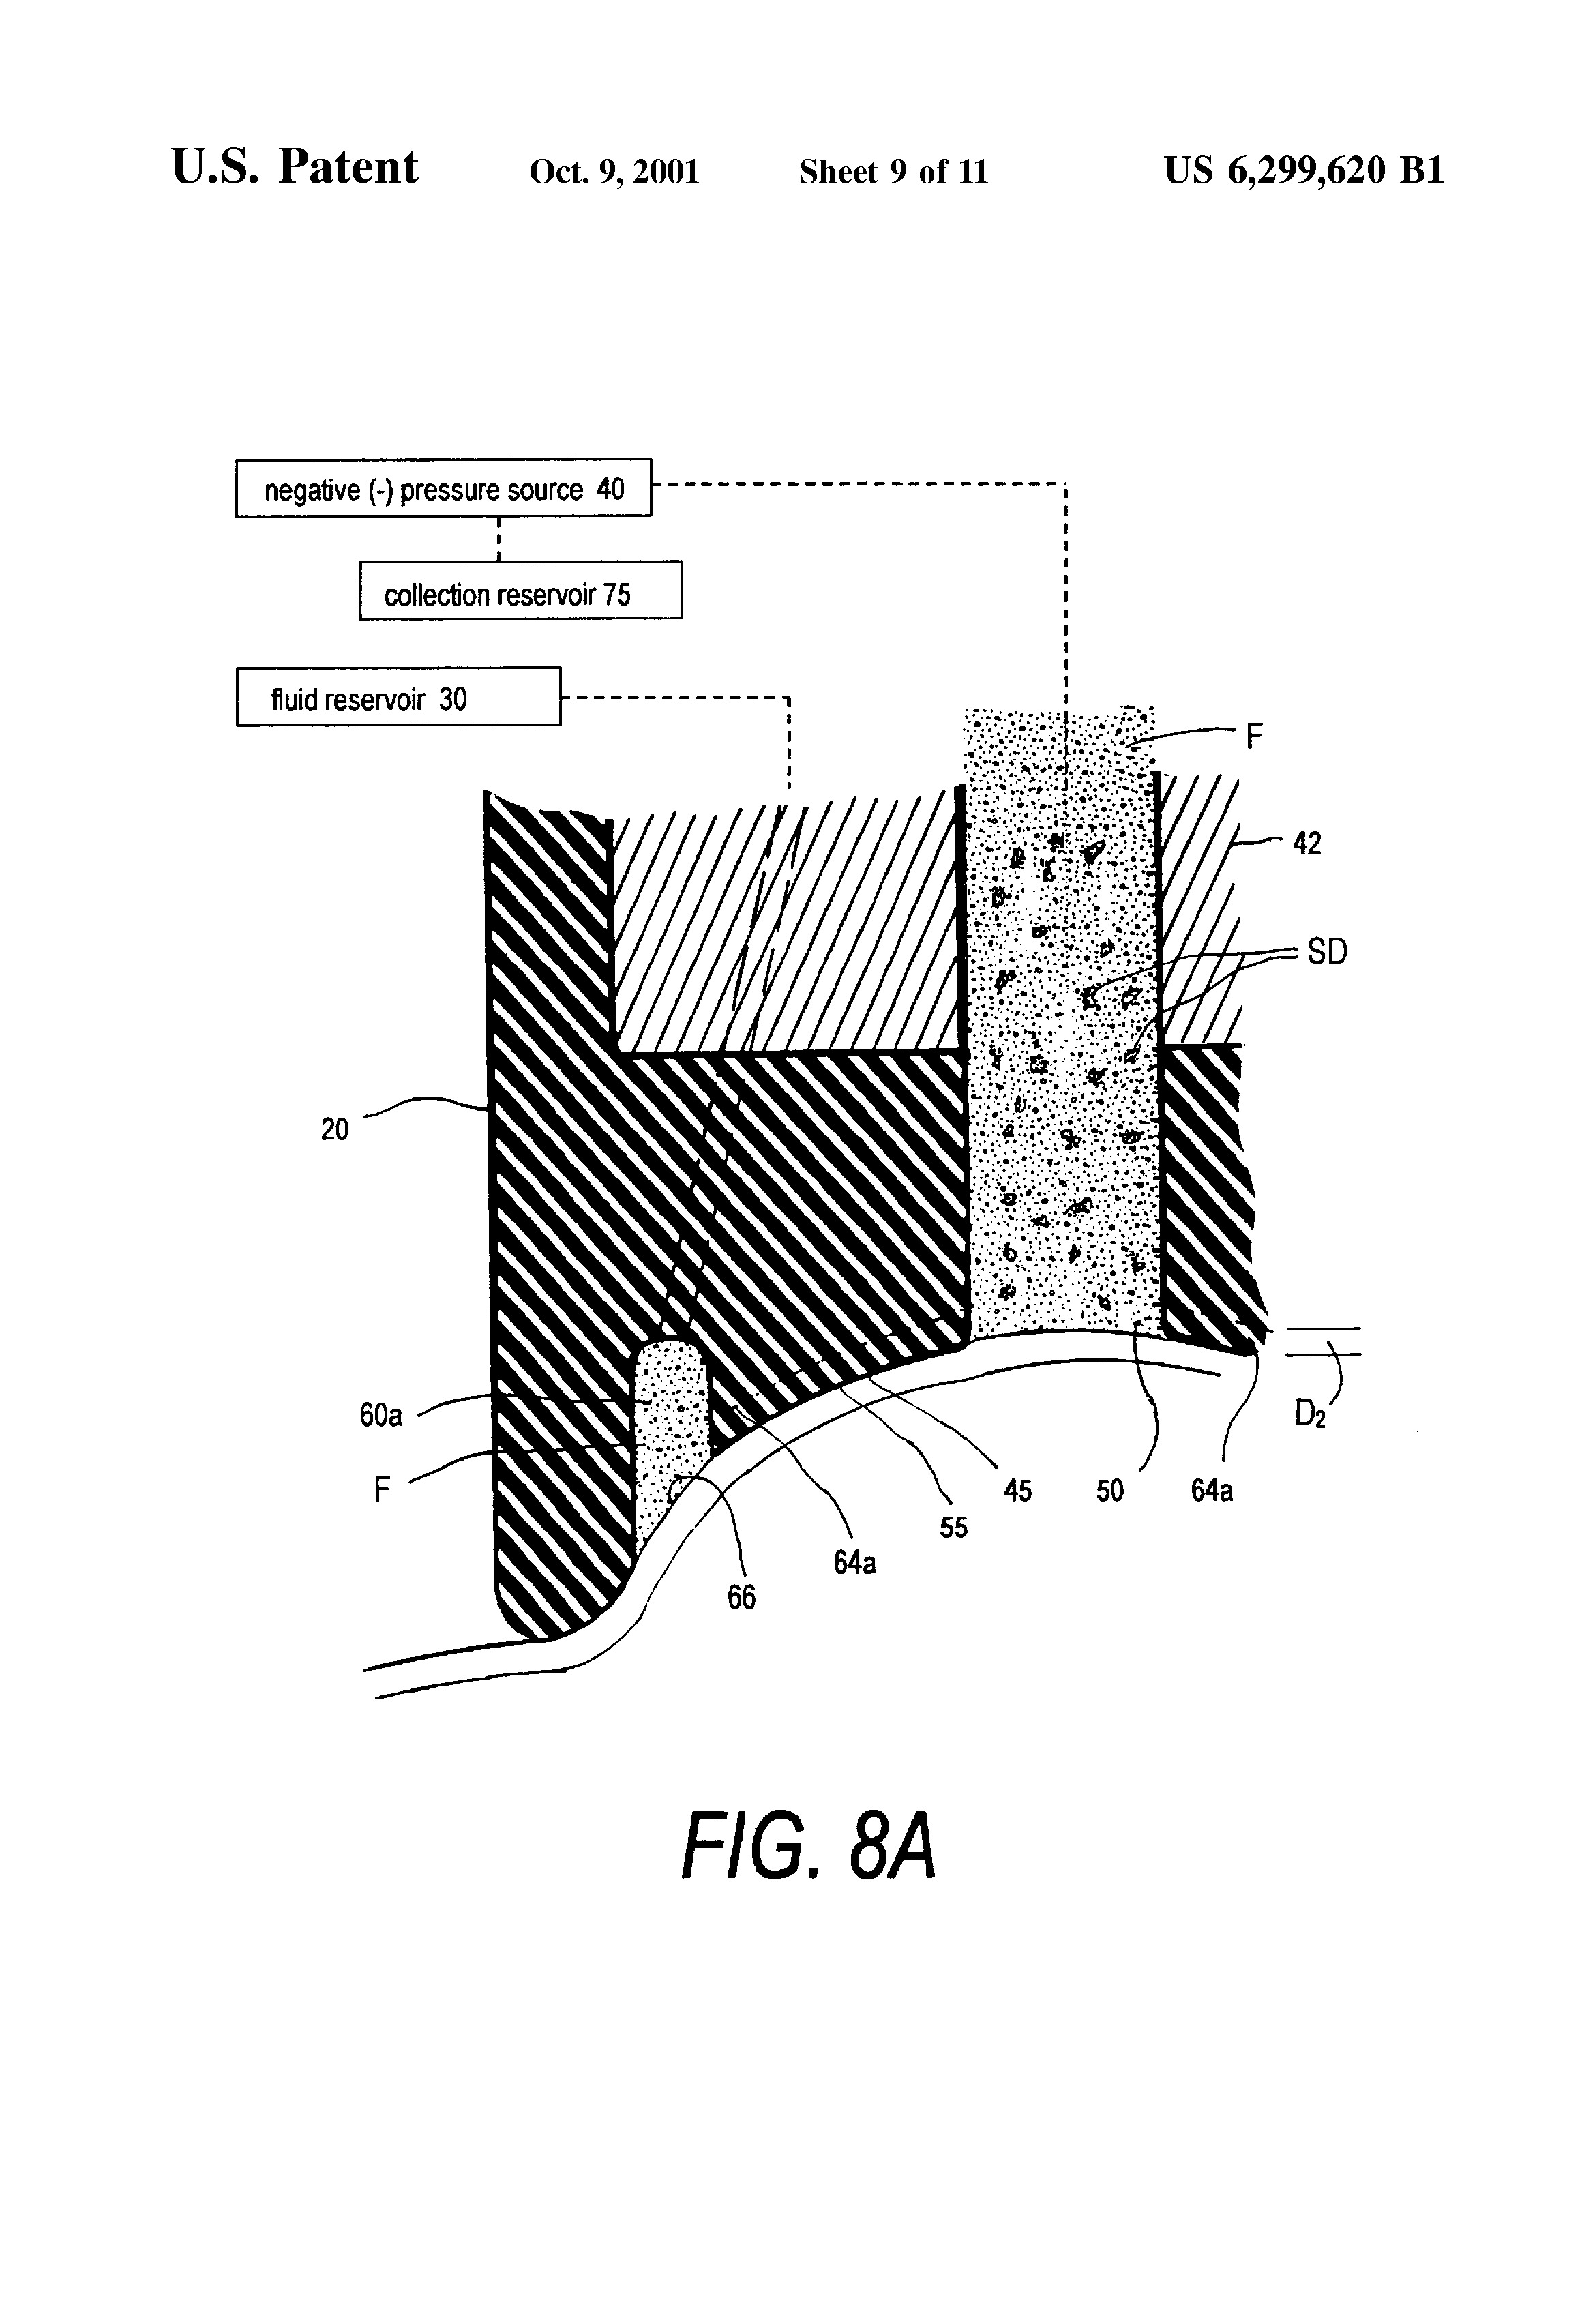 U.S. Patent Oct. 9, 2001 Sheet 9 of 11 US 6,299,620 B1
negative (-) pressure source 40
collection reservoir 75
fluid reservoir 30
F
42
SD
20
60a
F
D2
45
50
64a
55
64a
66
FIG. 8A